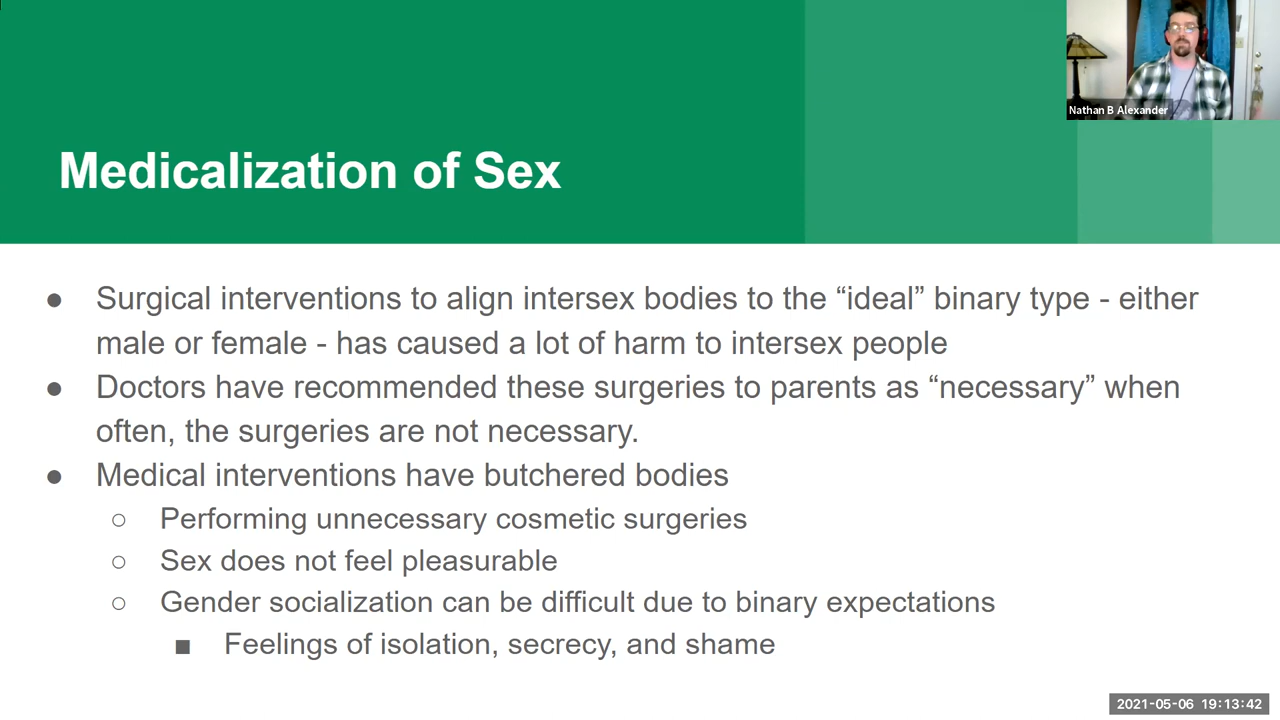 Nathan B Alexander
Medicalization of Sex
● Surgical interventions to align intersex bodies to the “ideal” binary type - either
male or female - has caused a lot of harm to intersex people
● Doctors have recommended these surgeries to parents as “necessary” when
often, the surgeries are not necessary.
● Medical interventions have butchered bodies
○ Performing unnecessary cosmetic surgeries
○ Sex does not feel pleasurable
○ Gender socialization can be difficult due to binary expectations
■ Feelings of isolation, secrecy, and shame
2021-05-06 19:13:42